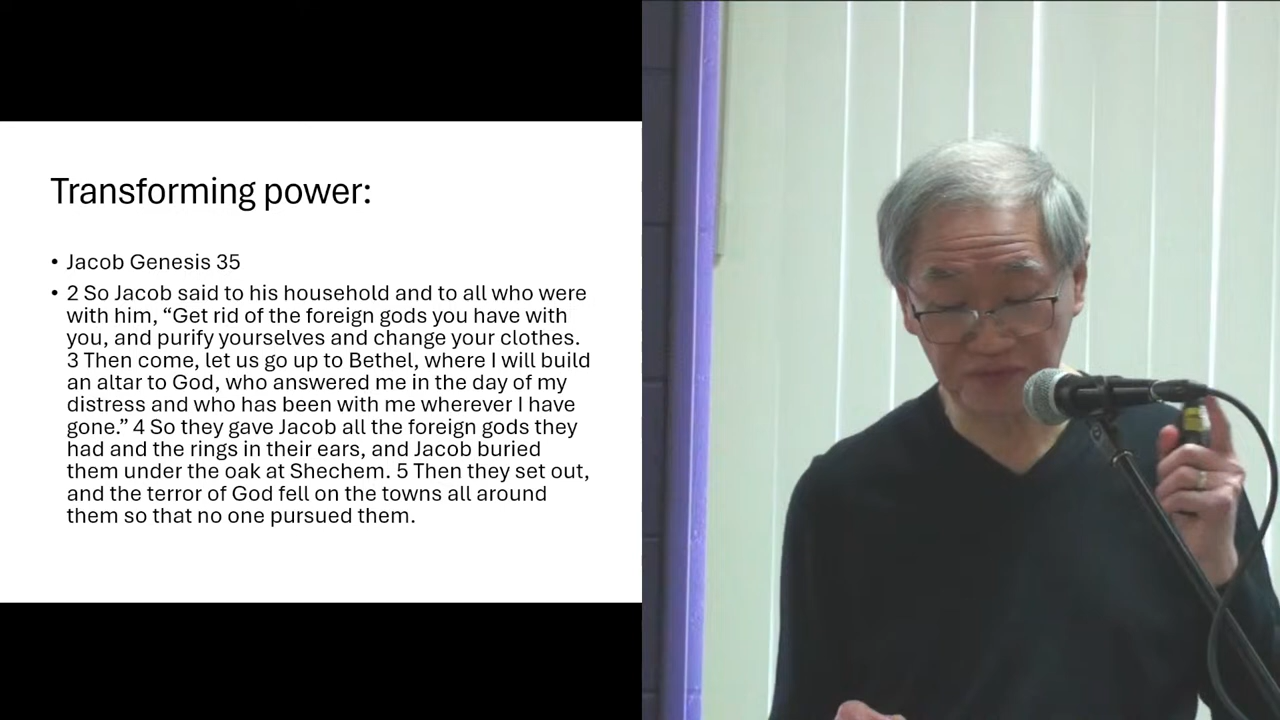 Transforming power:
• Jacob Genesis 35
• 2 So Jacob said to his household and to all who were
with him, “Get rid of the foreign gods you have with
you, and purify yourselves and change your clothes.
3 Then come, let us go up to Bethel, where I will build
an altar to God, who answered me in the day of my
distress and who has been with me wherever I have
gone.” 4 So they gave Jacob all the foreign gods they
had and the rings in their ears, and Jacob buried
them under the oak at Shechem. 5 Then they set out,
and the terror of God fell on the towns all around
them so that no one pursued them.